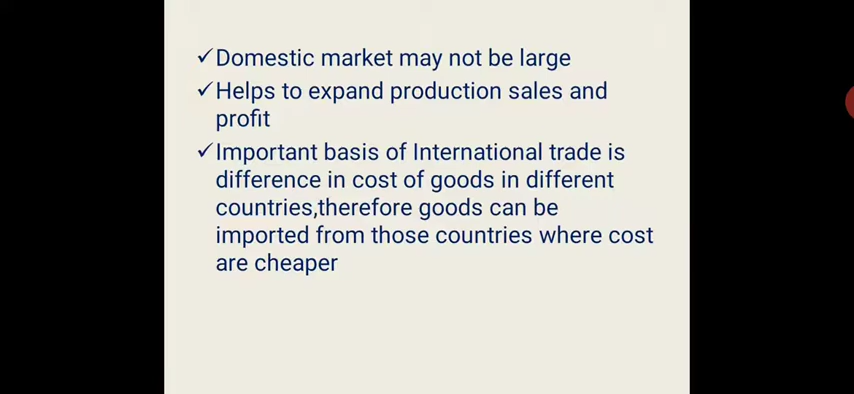 ✓Domestic market may not be large
✓Helps to expand production sales and
profit
✓Important basis of International trade is
difference in cost of goods in different
countries,therefore goods can be
imported from those countries where cost
are cheaper